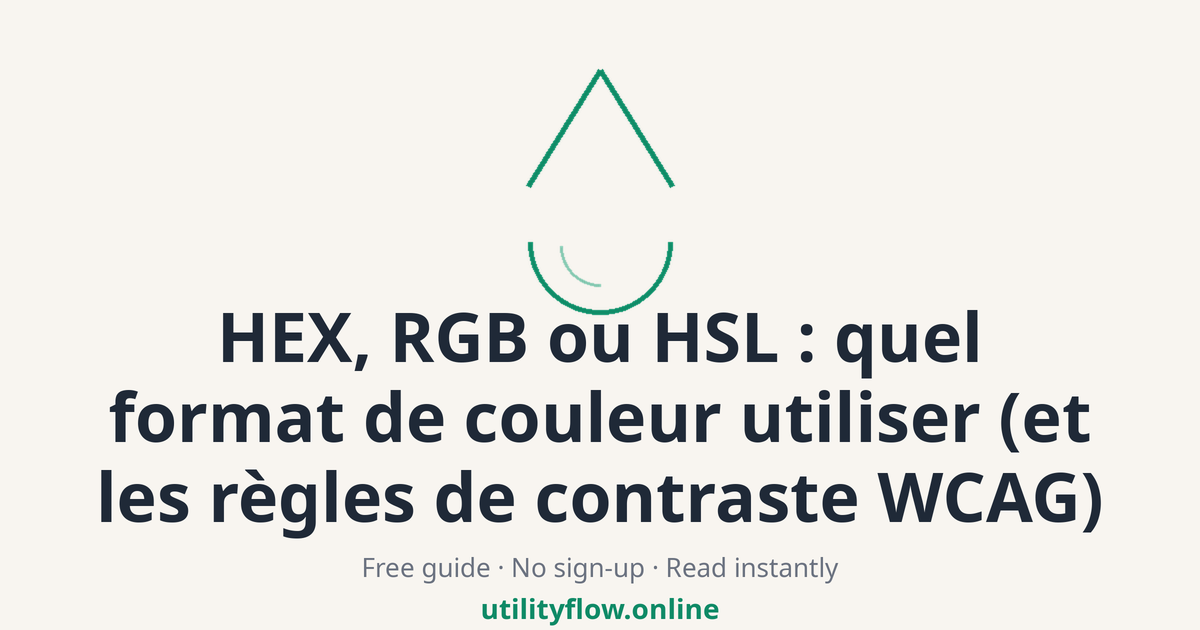 HEX, RGB ou HSL : quel
format de couleur utiliser (et
les règles de contraste WCAG)
Free guide · No sign-up · Read instantly
utilityflow.online